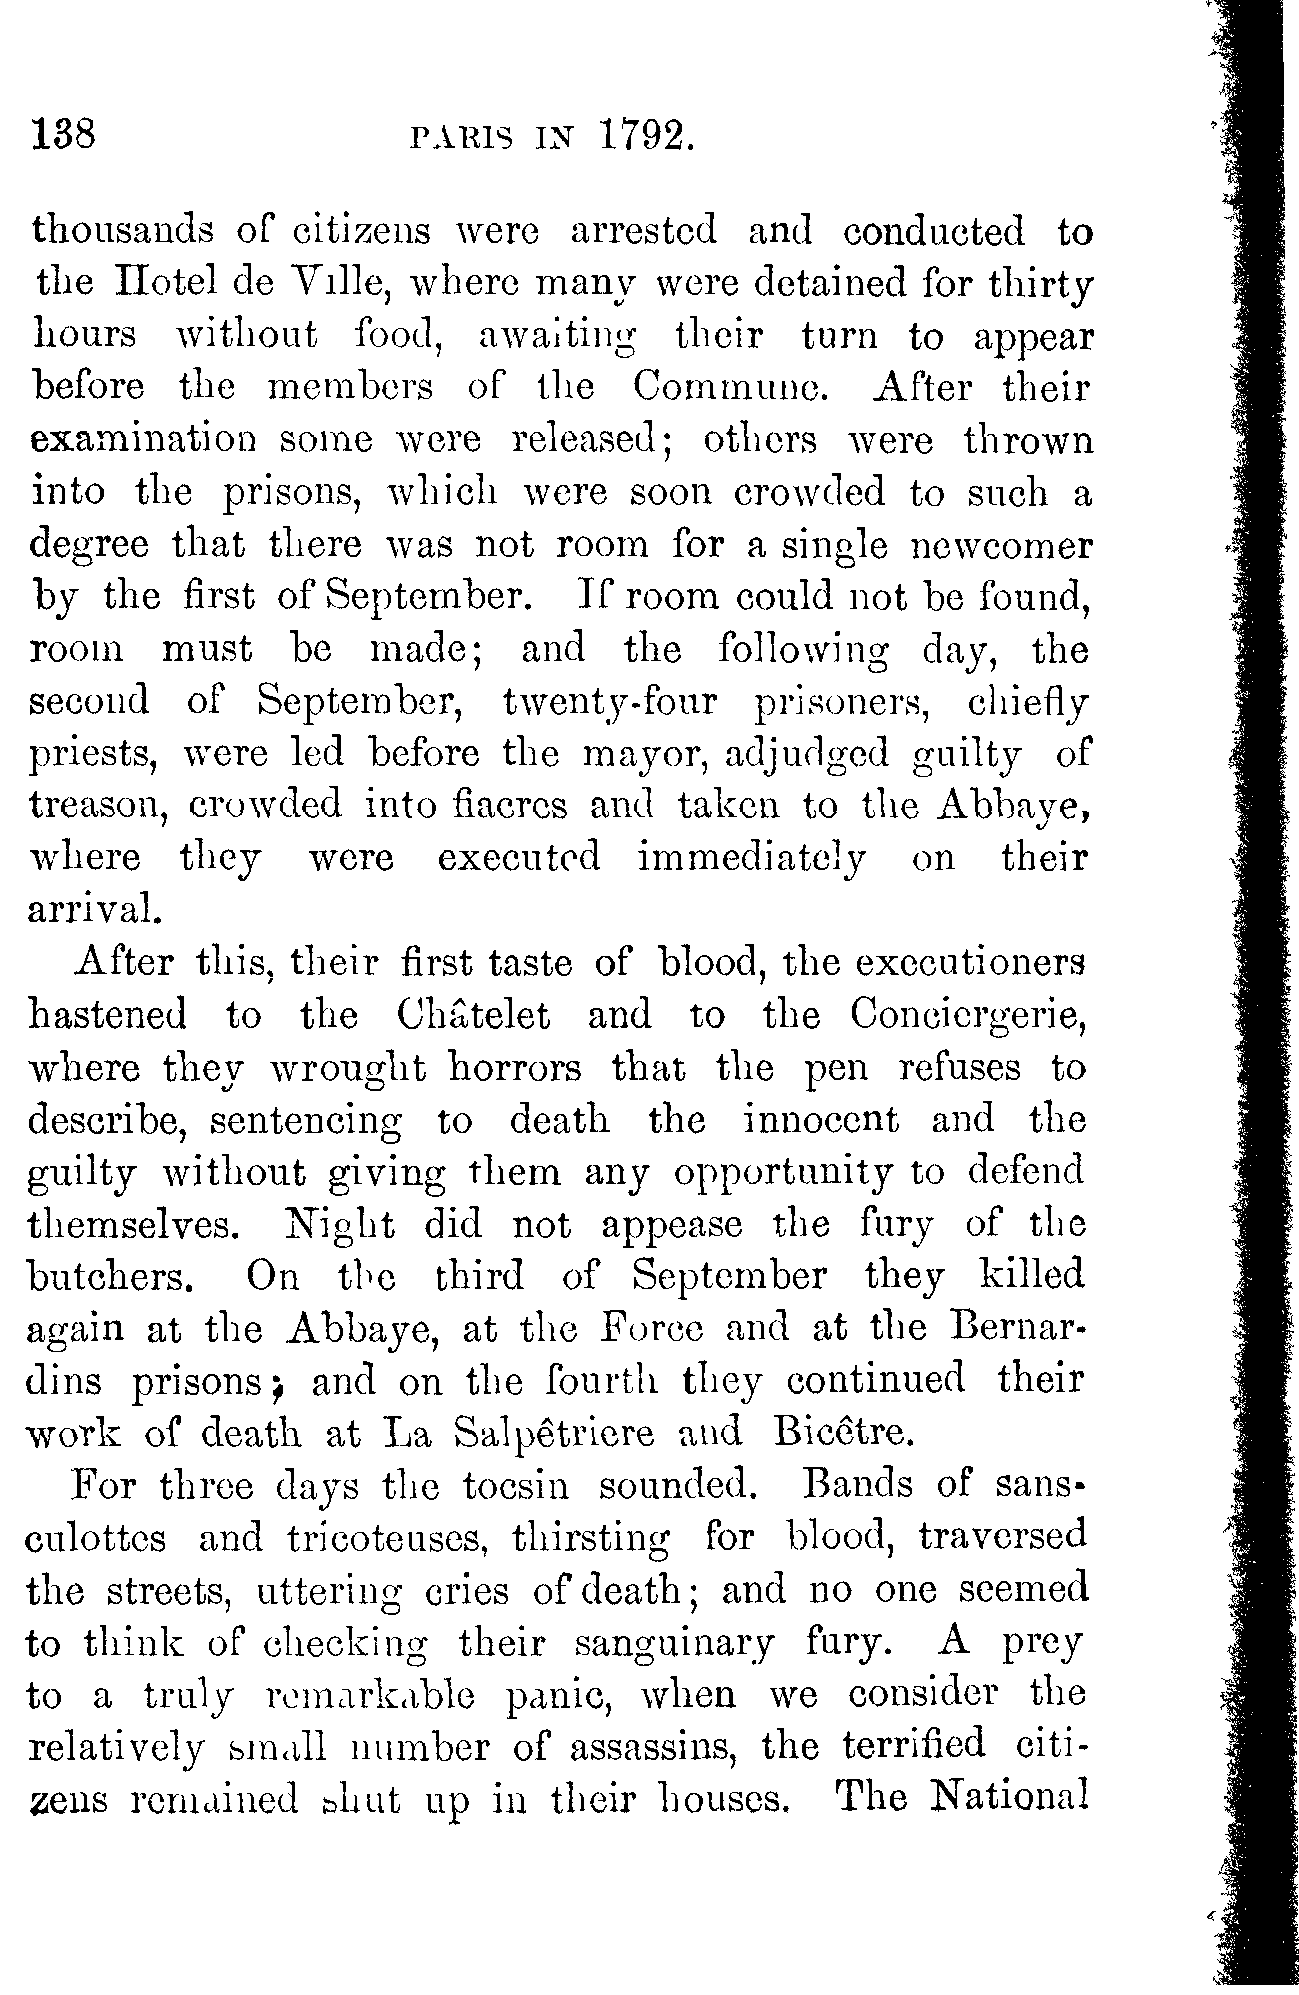 138 PARIS IN 1792.
thousands of citizens were arrested and conducted to
the Hotel de Ville, where many were detained for thirty
hours without food, awaiting their turn to appear
before the members of the Commune. After their
examination some were released; others were thrown
into the prisons, which were soon crowded to such a
degree that there was not room for a single newcomer
by the first of September. If room could not be found,
room must be made; and the following day, the
second of September, twenty-four prisoners, chiefly
priests, were led before the mayor, adjudged guilty of
treason, crowded into fiacres and taken to the Abbaye,
where they were executed immediately on their
arrival.
After this, their first taste of blood, the executioners
hastened to the Châtelet and to the Conciergerie,
where they wrought horrors that the pen refuses to
describe, sentencing to death the innocent and the
guilty without giving them any opportunity to defend
themselves. Night did not appease the fury of the
butchers. On the third of September they killed
again at the Abbaye, at the Force and at the Bernar-
dins prisons; and on the fourth they continued their
work of death at La Salpêtriere and Bicêtre.
For three days the tocsin sounded. Bands of sans-
culottes and tricoteuses, thirsting for blood, traversed
the streets, uttering cries of death; and no one seemed
to think of checking their sanguinary fury. A prey
to a truly remarkable panic, when we consider the
relatively small number of assassins, the terrified citi-
zens remained shut up in their houses. The National